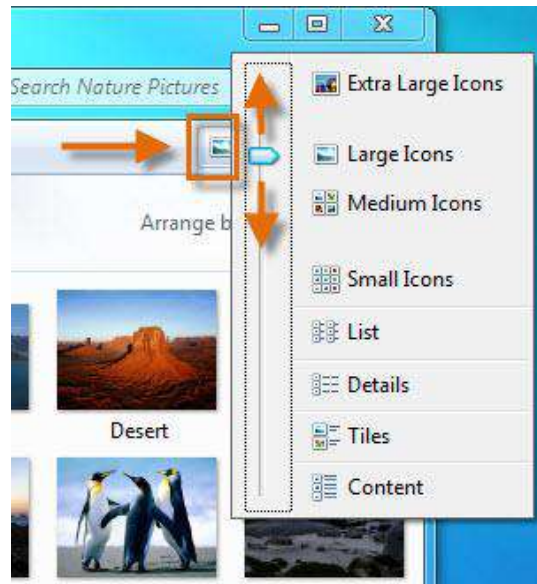 Search Nature Pictures
Extra Large Icons
Large Icons
Medium Icons
Arrange b
Small Icons
List
Details
Desert
Tiles
Content